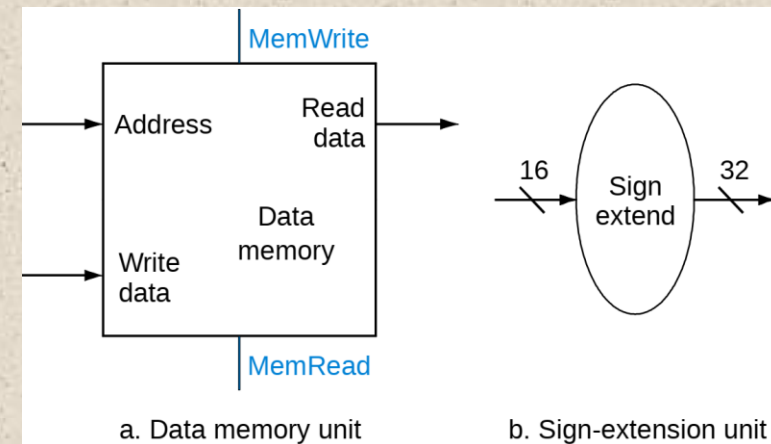 MemWrite
Address
Read
data
Data
memory
Write
data
MemRead
a. Data memory unit
16
Sign
extend
32
b. Sign-extension unit